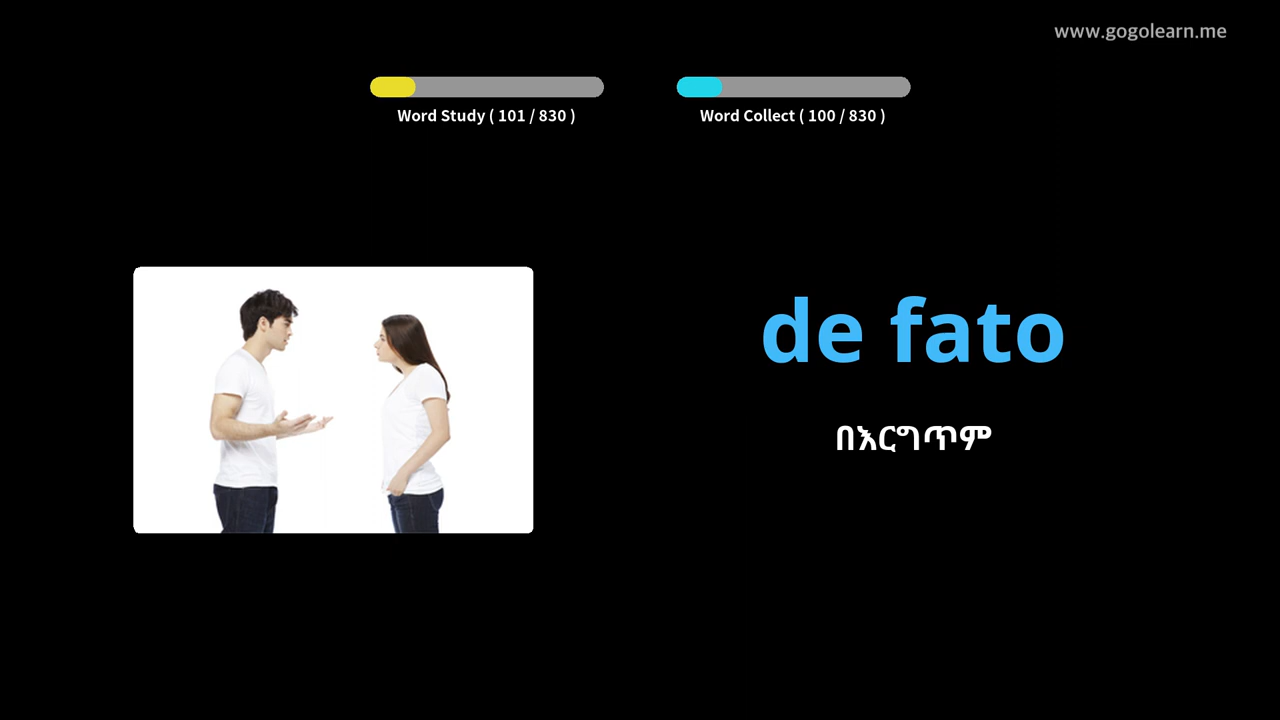 www.gogolearn.me
Word Study ( 101 / 830 )
Word Collect ( 100 / 830 )
de fato
በእርግጥም